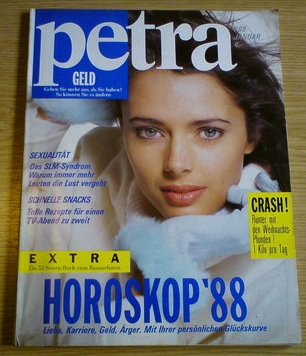 petra
88
JANUAR
GELD
Geben Sie mehr aus, als Sie haben?
So können Sie es ändern
SEXUALITÄT
Das SLM-Syndrom.
Warum immer mehr
Leuten die Lust vergeht
SCHNELLE SNACKS
Tolle Rezepte für einen
TV-Abend zu zweit
CRASH!
Runter mit
den Weihnachts-
Pfunden!
1 Kilo pro Tag
EXTRA
Ein 52-Seiten-Buch zum Rausnehmen
HOROSKOP '88
Liebe, Karriere, Geld, Ärger. Mit Ihrer persönlichen Glückskurve